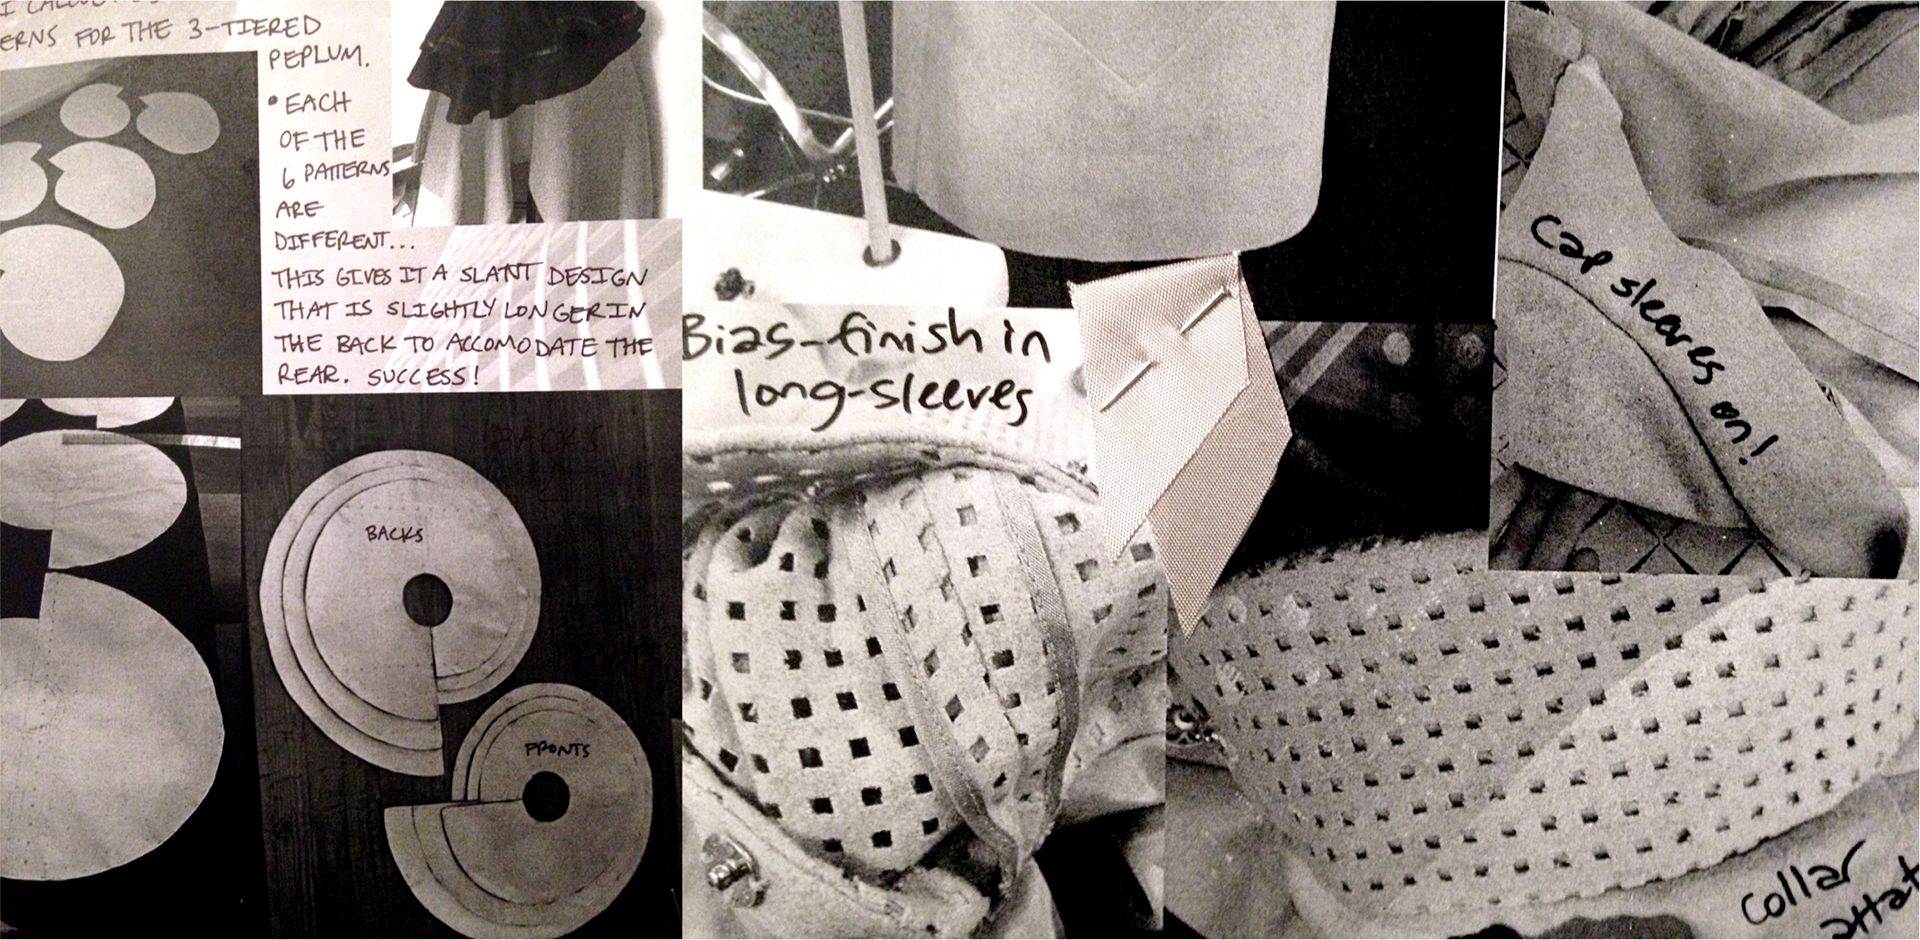 ERNS FOR THE 3-TIERED
PEPLUM.
• EACH
OF THE
6 PATTERNS
ARE
DIFFERENT...
THIS GIVES IT A SLANT DESIGN
THAT IS SLIGHTLY LONGER IN
THE BACK TO ACCOMODATE THE
REAR. SUCCESS!
BACKS
BACKS
FRONTS
Bias-finish in
long-sleeves
Cap sleeves on!
Collar
attat